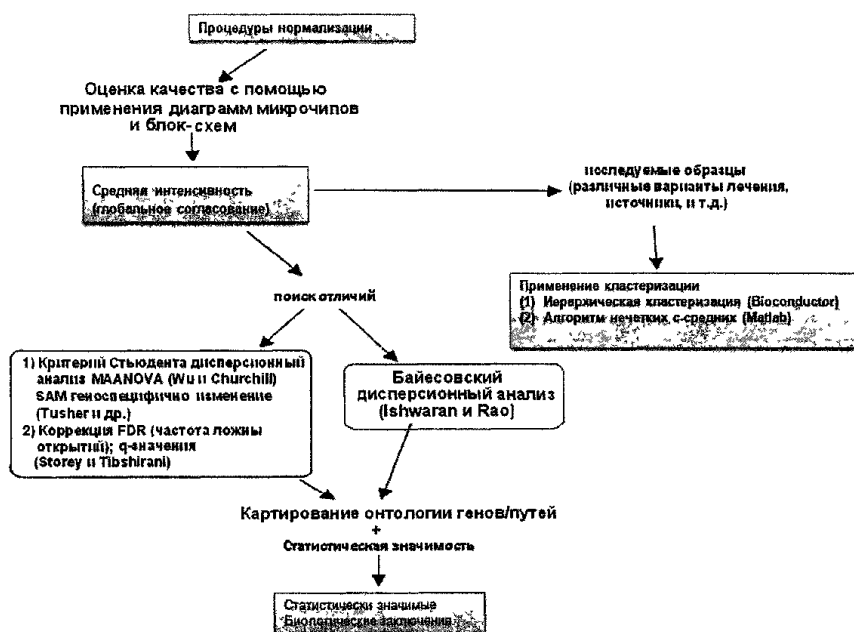 Процедуры нормализации
Оценка качества с помощью
применения диаграмм микрочипов
и блок-схем
Средняя интенсивность
(глобальное согласование)
исследуемые образцы
(различные варианты лечения,
источники, и т.д.)
Применение кластеризации
(1) Иерархическая кластеризация (Bioconductor)
(2) Алгоритм нечетких с-средних (Matlab)
поиск отличий
1) Критерий Стьюдента дисперсионный
анализ MAANOVA (Wu и Churchill)
SAM геноспецифично изменение
(Tusher и др.)
2) Коррекция FDR (частота ложны
открытий); q-значения
(Storey и Tibshirani)
Байесовский
дисперсионный анализ
(Ishwaran и Rao)
Картирование онтологии генов/путей
+
Статистическая значимость
Статистически значимые
Биологические заключения